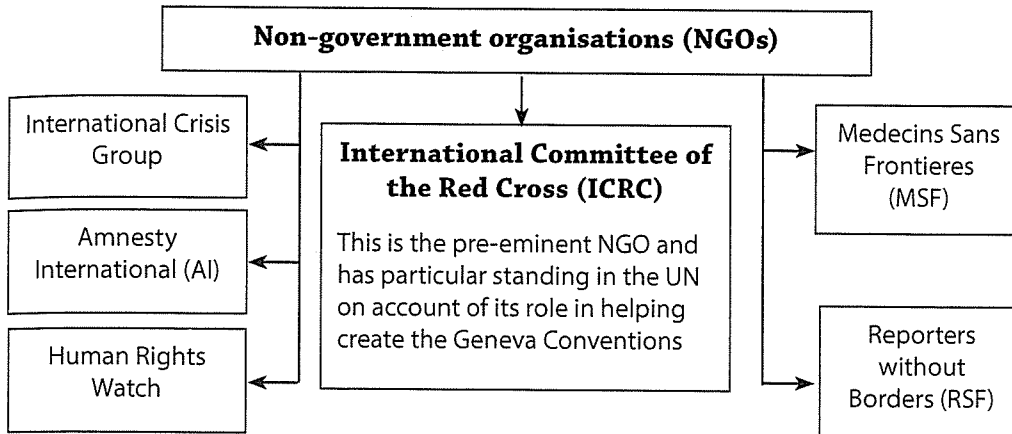 Non-government organisations (NGOs)
International Crisis
Group
Amnesty
International (AI)
Human Rights
Watch
International Committee of
the Red Cross (ICRC)
This is the pre-eminent NGO and
has particular standing in the UN
on account of its role in helping
create the Geneva Conventions
Medecins Sans
Frontieres
(MSF)
Reporters
without
Borders (RSF)